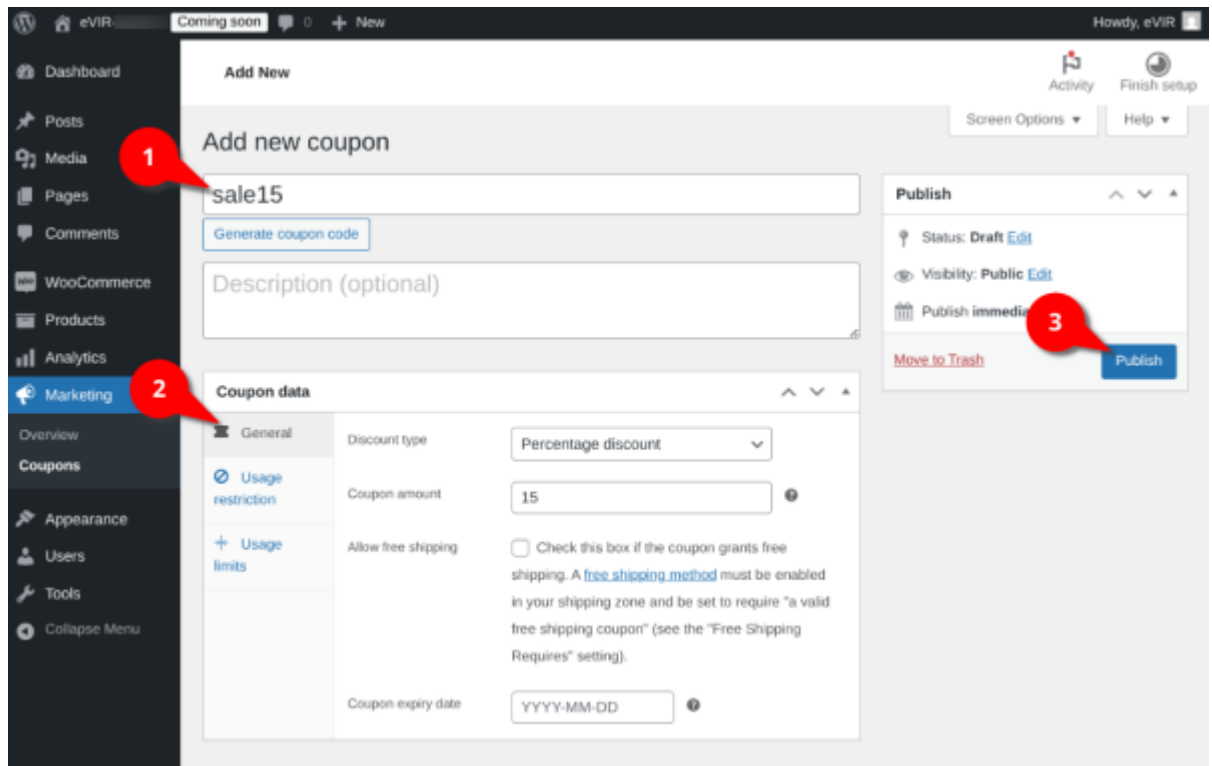 eVIR-
Coming soon
0
New
Howdy, eVIR
Dashboard
Posts
Media
Pages
Comments
WooCommerce
Products
Analytics
Marketing
Overview
Coupons
Appearance
Users
Tools
Collapse Menu
Add New
Activity
Finish setup
Screen Options
Help
Add new coupon
1
sale15
Generate coupon code
Description (optional)
Publish
Status: Draft Edit
Visibility: Public Edit
Publish immedia
3
Move to Trash
Publish
2
Coupon data
General
Usage
restriction
Usage
limits
Discount type
Percentage discount
Coupon amount
15
Allow free shipping
Check this box if the coupon grants free
shipping. A free shipping method must be enabled
in your shipping zone and be set to require "a valid
free shipping coupon" (see the "Free Shipping
Requires" setting).
Coupon expiry date
YYYY-MM-DD